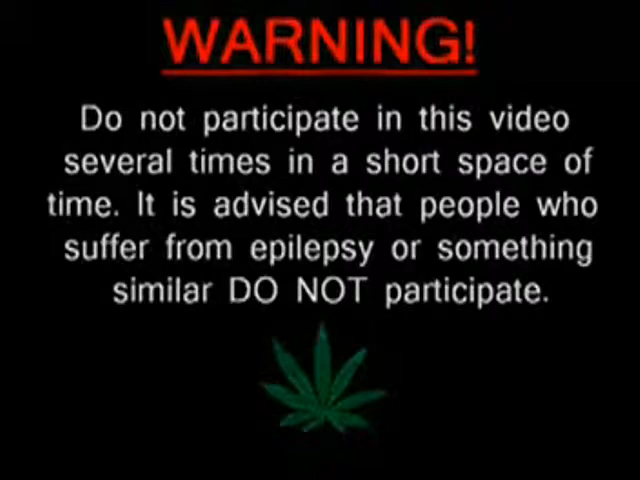 WARNING!
Do not participate in this video
several times in a short space of
time. It is advised that people who
suffer from epilepsy or something
similar DO NOT participate.